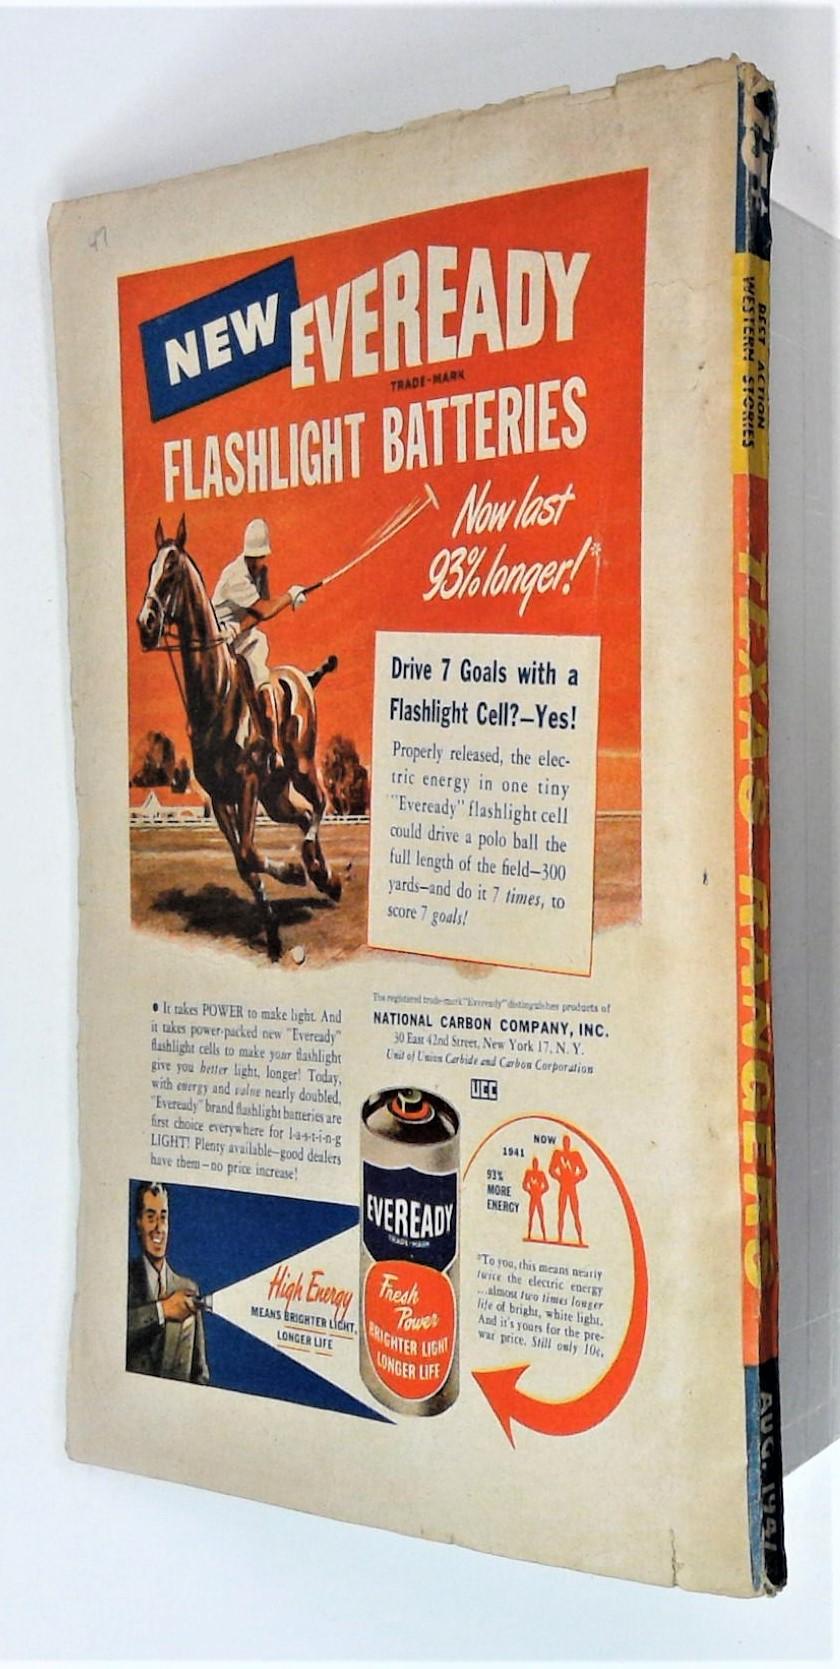 47
NEW EVEREADY
TRADE-MARK
FLASHLIGHT BATTERIES
Now last
93% longer!*
Drive 7 Goals with a
Flashlight Cell?—Yes!
Properly released, the elec-
tric energy in one tiny
"Eveready" flashlight cell
could drive a polo ball the
full length of the field—300
yards—and do it 7 times, to
score 7 goals!
• It takes POWER to make light. And
it takes power-packed new "Eveready"
flashlight cells to make your flashlight
give you better light, longer! Today,
with energy and value nearly doubled,
"Eveready" brand flashlight batteries are
first choice everywhere for l-a-s-t-i-n-g
LIGHT! Plenty available—good dealers
have them—no price increase!
The registered trade-mark "Eveready" distinguishes products of
NATIONAL CARBON COMPANY, INC.
30 East 42nd Street, New York 17, N. Y.
Unit of Union Carbide and Carbon Corporation
UCC
EVEREADY
TRADE-MARK
Fresh
Power
BRIGHTER LIGHT
LONGER LIFE
High Energy
MEANS BRIGHTER LIGHT,
LONGER LIFE
NOW
1941
93%
MORE
ENERGY
*To you, this means nearly
twice the electric energy
...almost two times longer
life of bright, white light.
And it's yours for the pre-
war price. Still only 10¢.
BEST ACTION
WESTERN STORIES
TEXAS RANGERS
AUG. 194